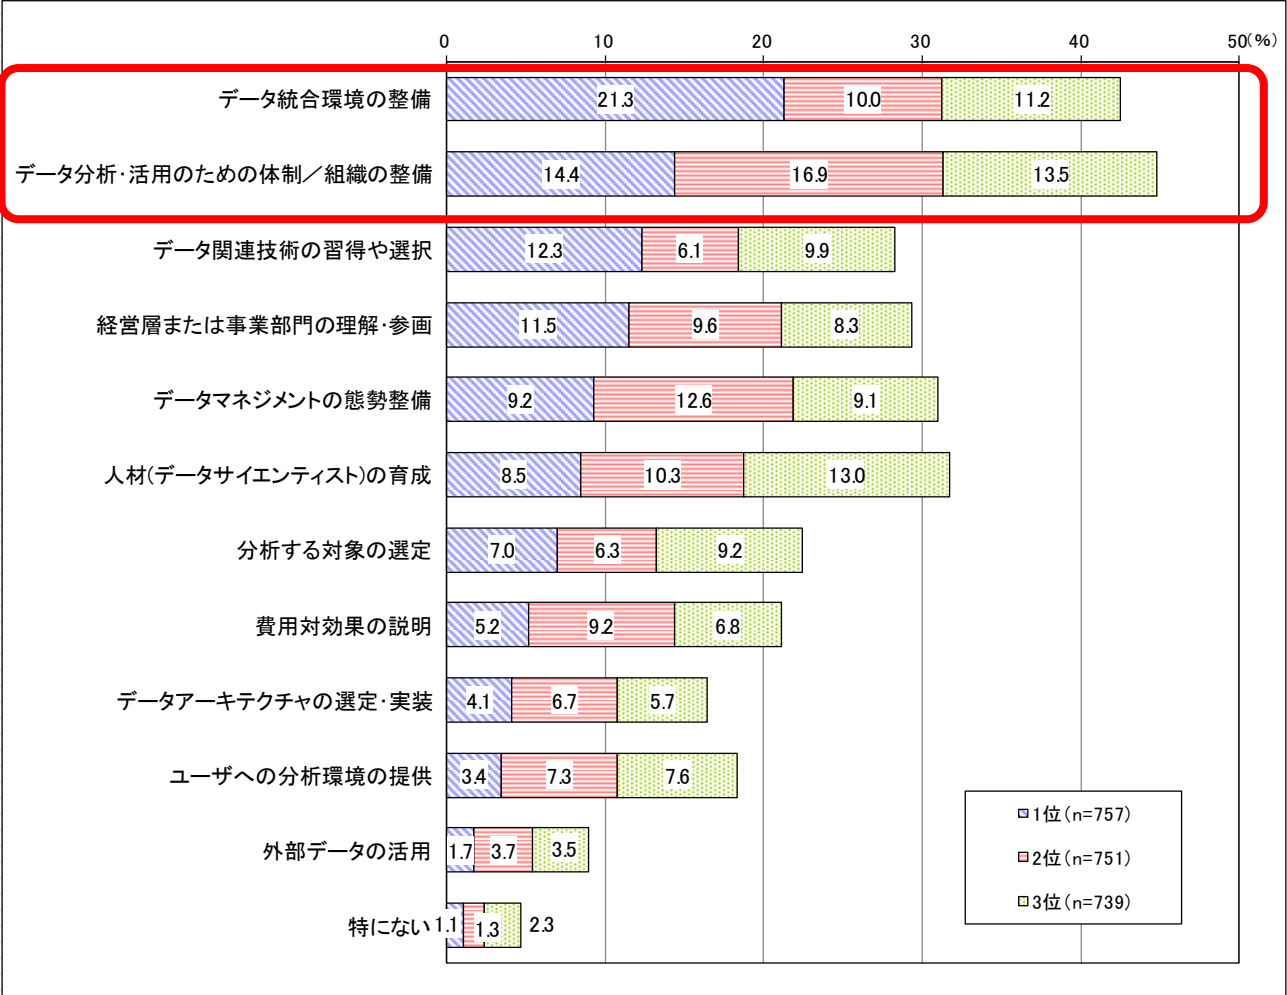 0 10 20 30 40 50(%)
データ統合環境の整備 21.3 10.0 11.2
データ分析・活用のための体制／組織の整備 14.4 16.9 13.5
データ関連技術の習得や選択 12.3 6.1 9.9
経営層または事業部門の理解・参画 11.5 9.6 8.3
データマネジメントの態勢整備 9.2 12.6 9.1
人材(データサイエンティスト)の育成 8.5 10.3 13.0
分析する対象の選定 7.0 6.3 9.2
費用対効果の説明 5.2 9.2 6.8
データアーキテクチャの選定・実装 4.1 6.7 5.7
ユーザへの分析環境の提供 3.4 7.3 7.6
外部データの活用 1.7 3.7 3.5
特にない 1.1 1.3 2.3
1位(n=757)
2位(n=751)
3位(n=739)